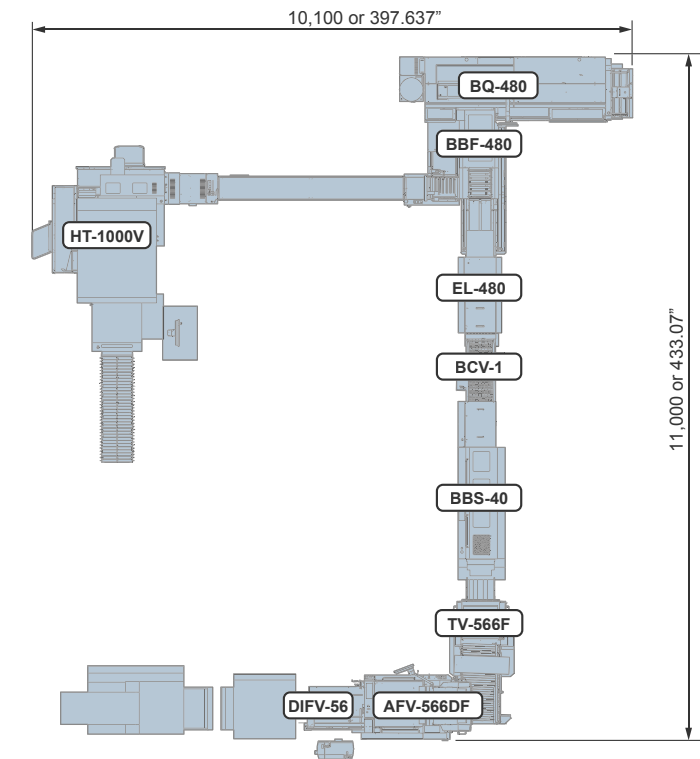 10,100 or 397.637”
BQ-480
BBF-480
HT-1000V
EL-480
BCV-1
11,000 or 433.07”
BBS-40
TV-566F
DIFV-56
AFV-566DF